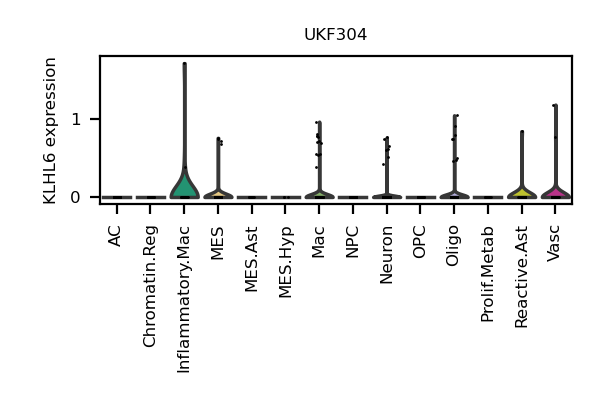 UKF304
KLHL6 expression
1
0
AC
Chromatin.Reg
Inflammatory.Mac
MES
MES.Ast
MES.Hyp
Mac
NPC
Neuron
OPC
Oligo
Prolif.Metab
Reactive.Ast
Vasc